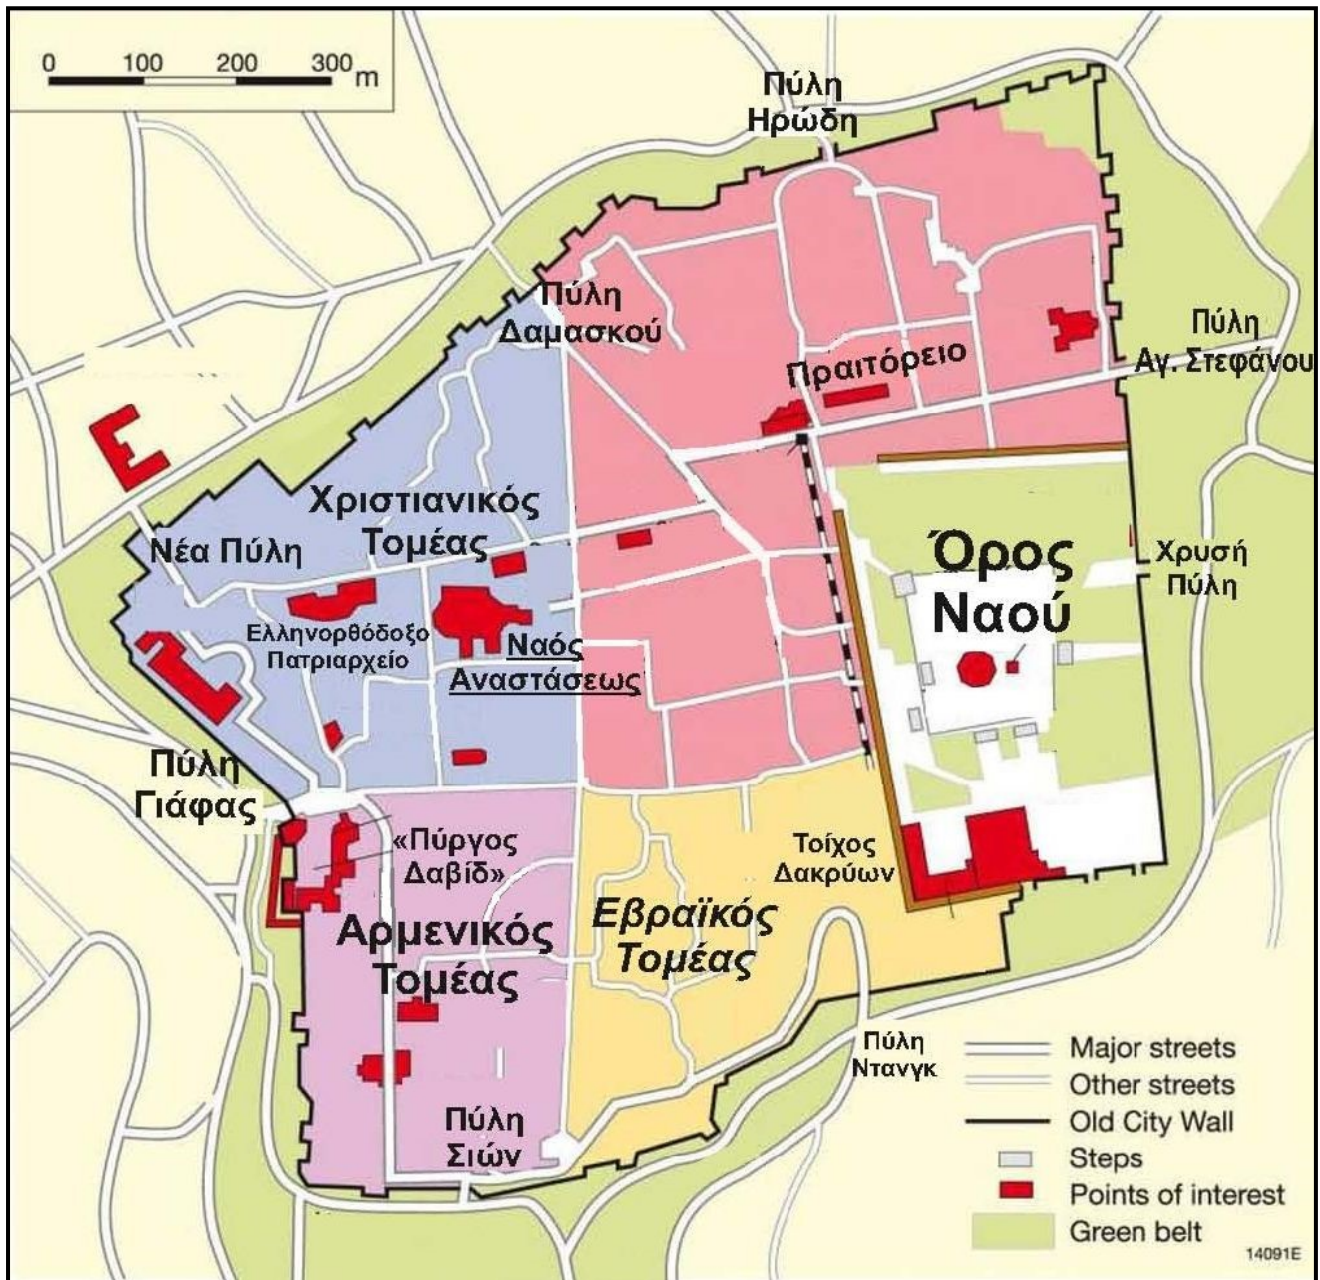 0 100 200 300 m
Πύλη
Ηρώδη
Πύλη
Δαμασκού
Πύλη
Αγ. Στεφάνου
Πραιτόρειο
Χριστιανικός
Τομέας
Νέα Πύλη
Όρος
Ναού
Χρυσή
Πύλη
Ελληνορθόδοξο
Πατριαρχείο
Ναός
Αναστάσεως
Πύλη
Γιάφας
«Πύργος
Δαβίδ»
Τοίχος
Δακρύων
Αρμενικός
Τομέας
Εβραϊκός
Τομέας
Πύλη
Ντανγκ
Πύλη
Σιών
Major streets
Other streets
Old City Wall
Steps
Points of interest
Green belt
14091E